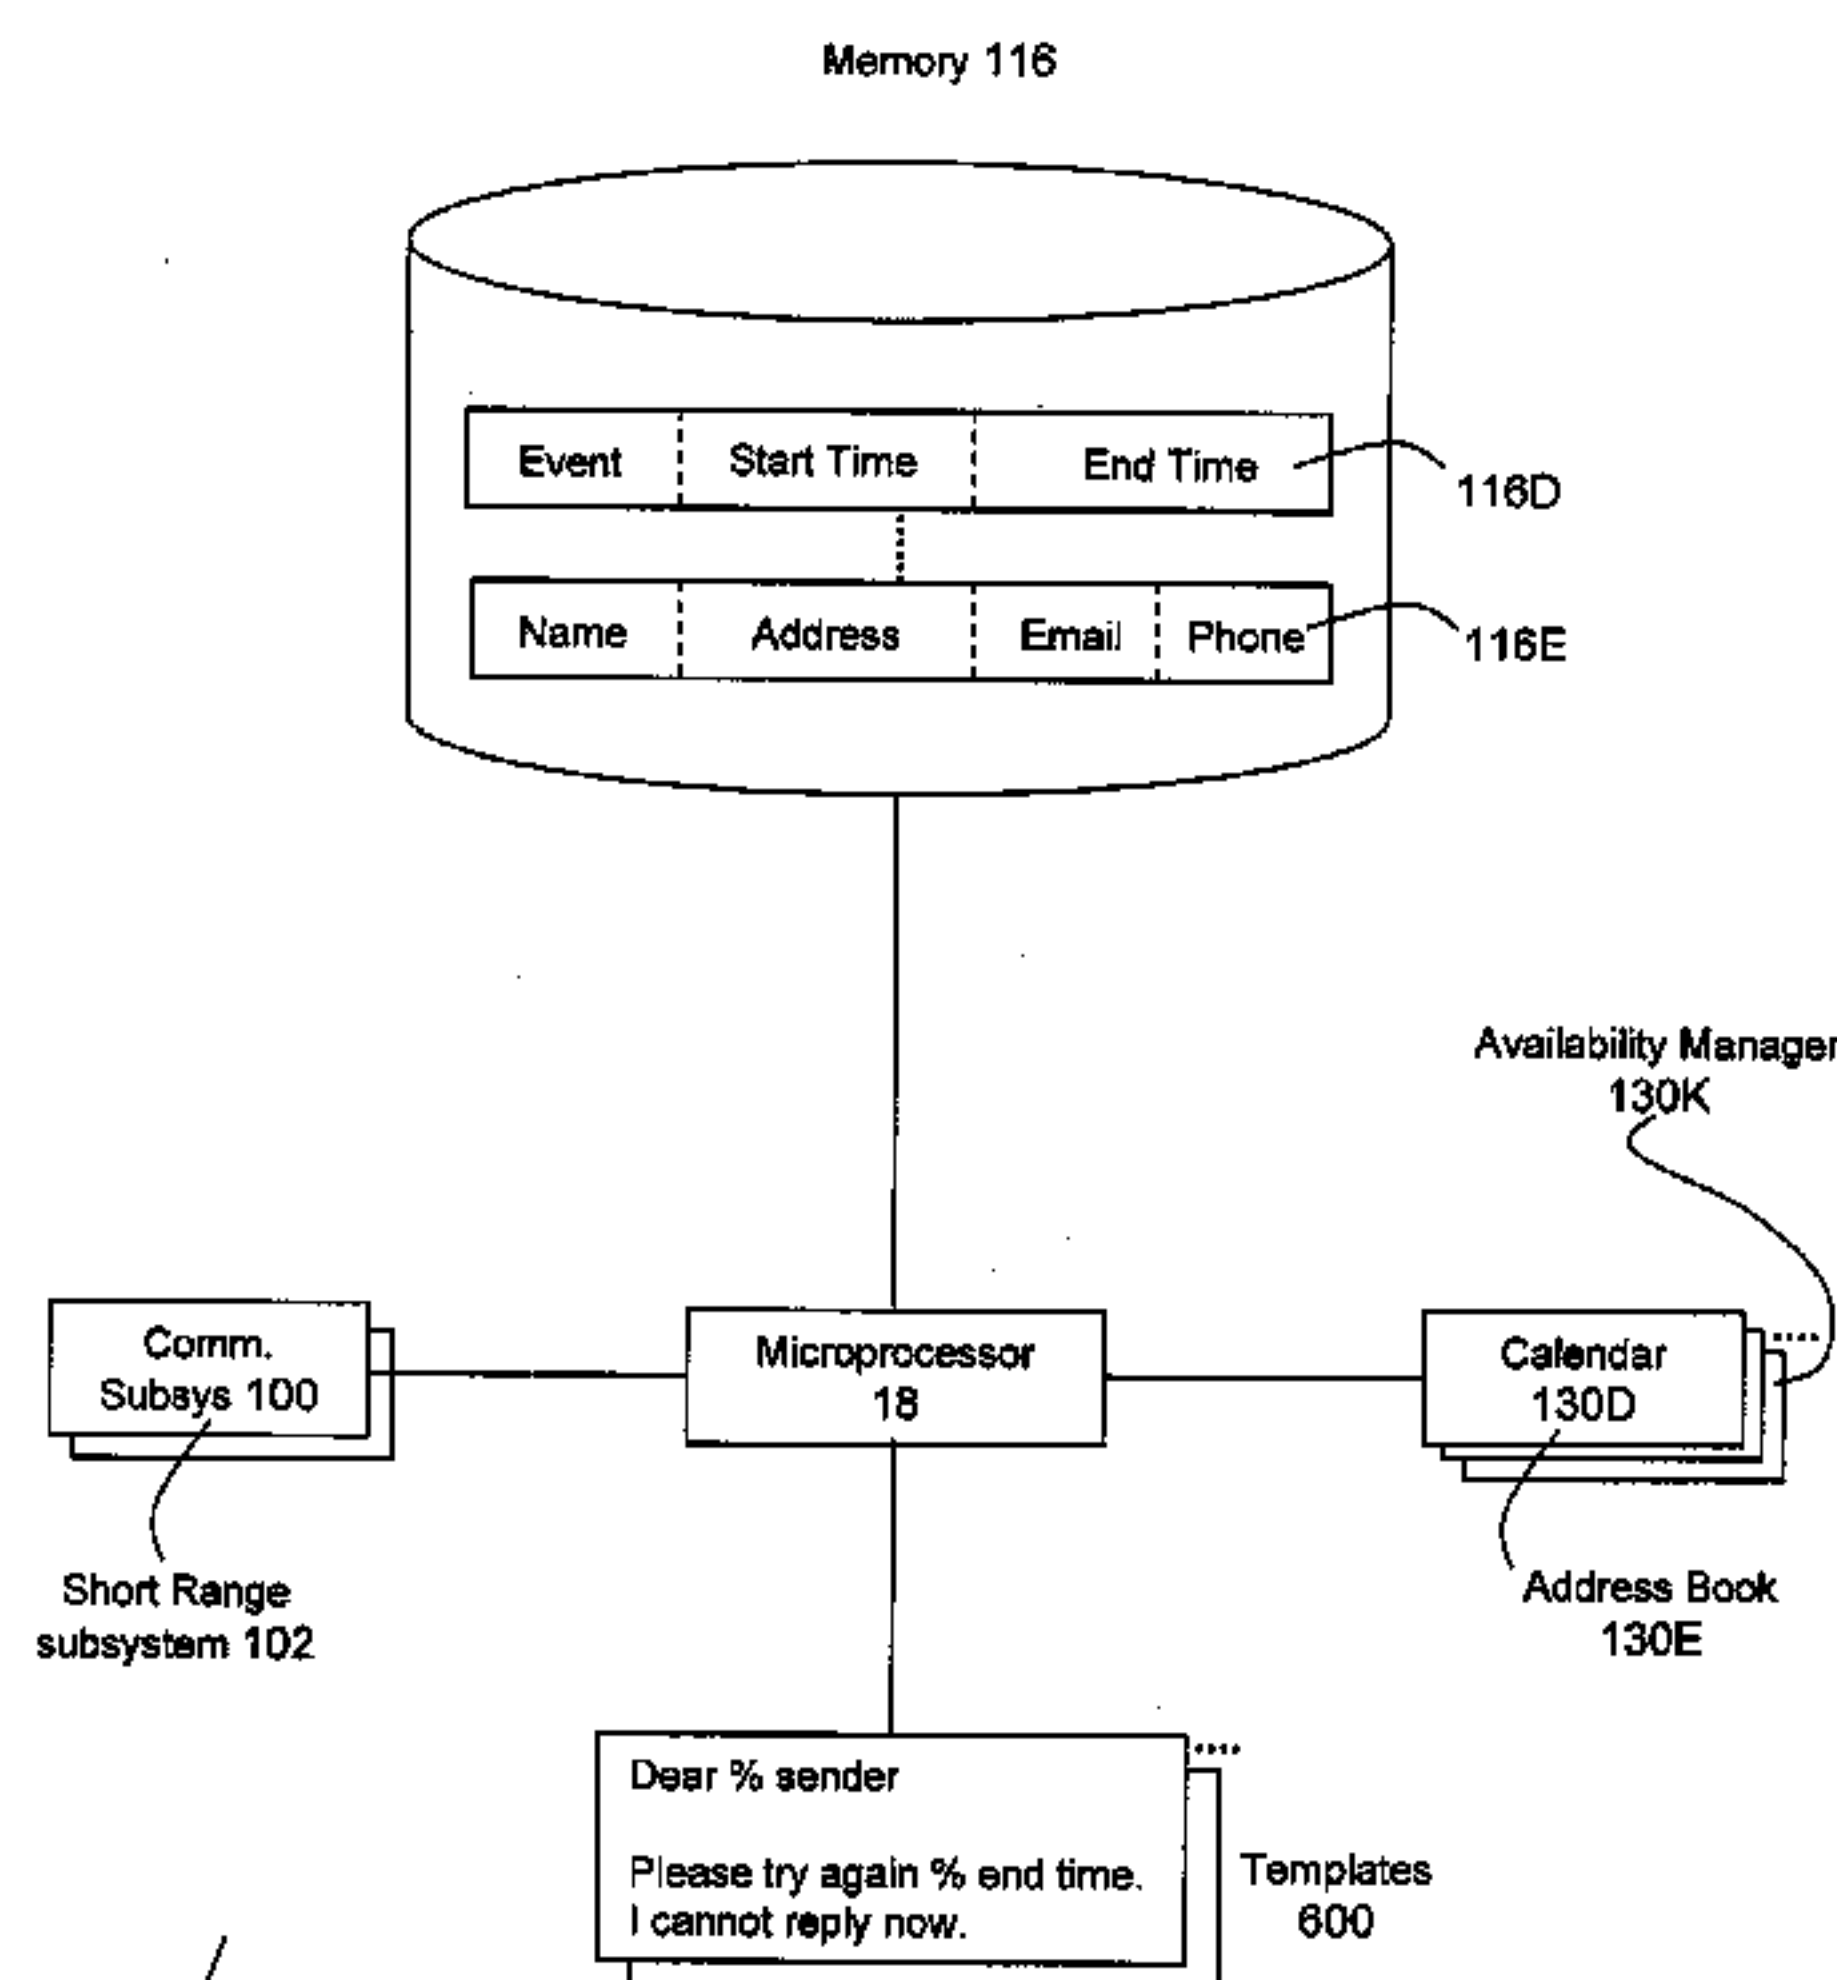 Memory 116
Event Start Time End Time
116D
Name Address Email Phone
116E
Availability Manager
130K
Comm.
Subsys 100
Microprocessor
18
Calendar
130D
Short Range
subsystem 102
Address Book
130E
Dear % sender
Please try again % end time.
I cannot reply now.
Templates
600